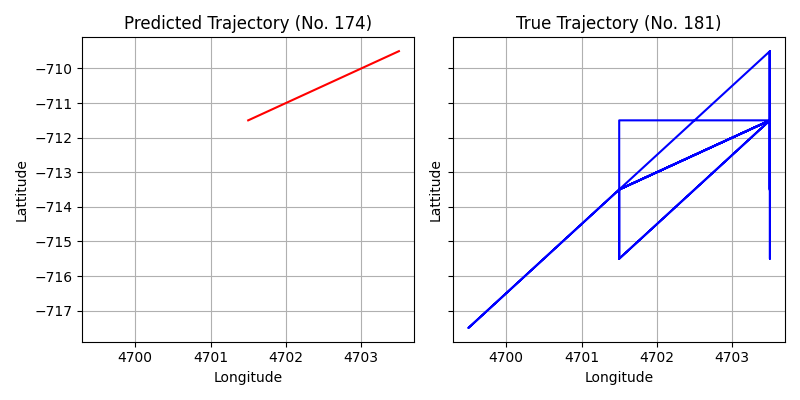 Predicted Trajectory (No. 174)
True Trajectory (No. 181)
Lattitude
−710
−711
−712
−713
−714
−715
−716
−717
4700
4701
4702
4703
Longitude
Lattitude
4700
4701
4702
4703
Longitude